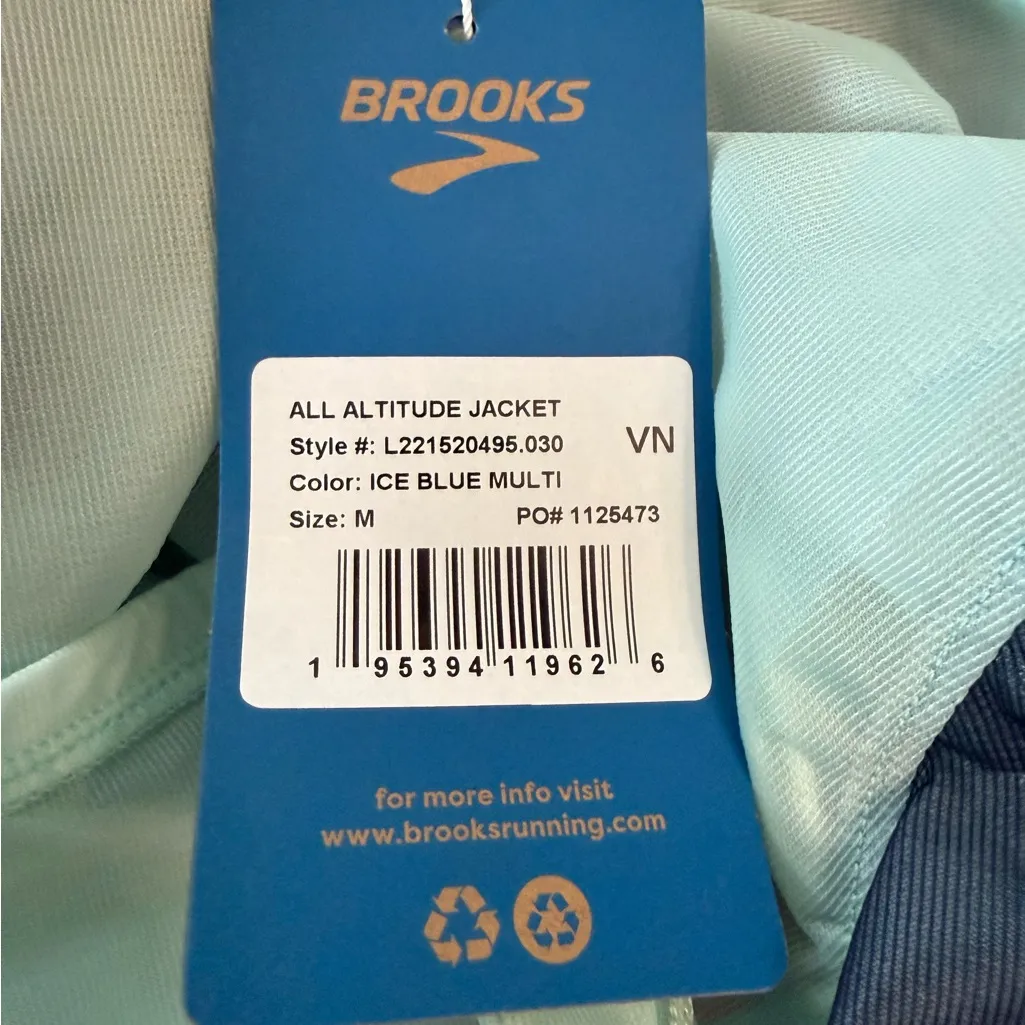 BROOKS
ALL ALTITUDE JACKET
Style #: L221520495.030
VN
Color: ICE BLUE MULTI
Size: M PO# 1125473
1 95394 11962 6
for more info visit
www.brooksrunning.com